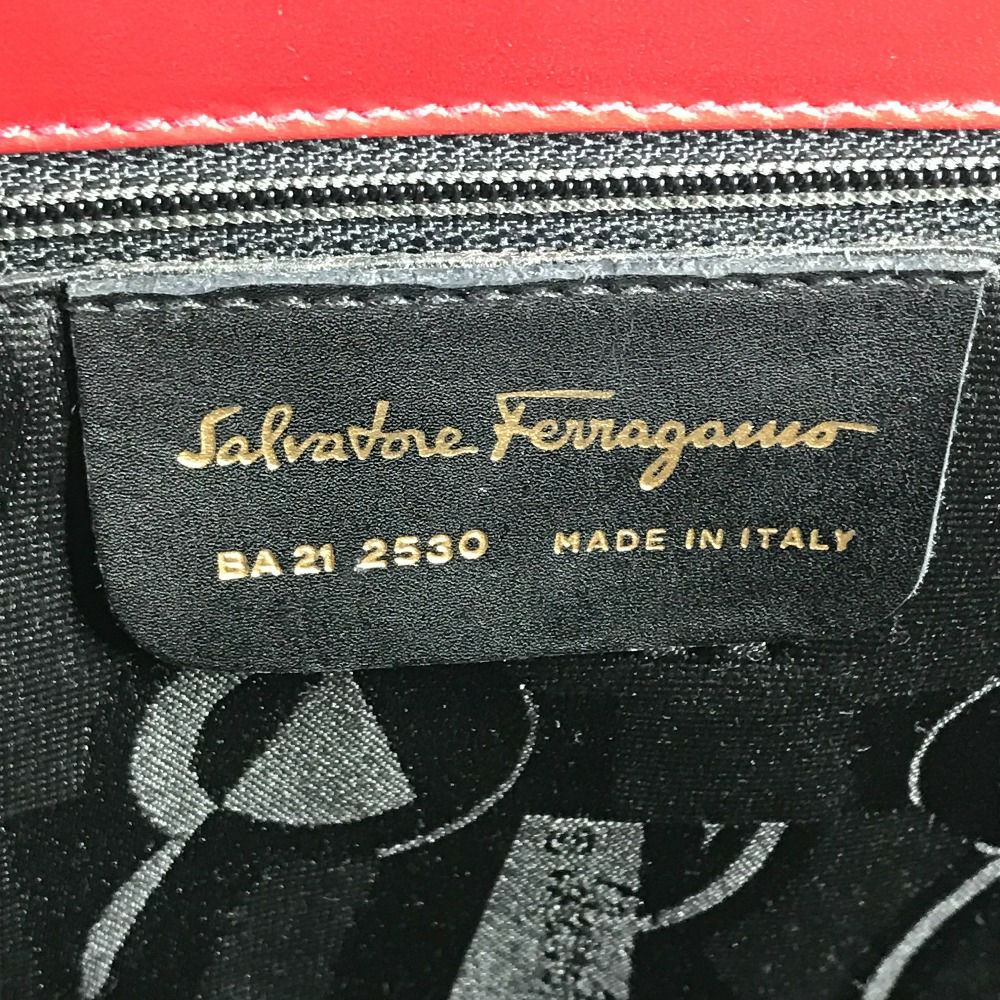 Salvatore Ferragamo
BA 21 2530 MADE IN ITALY